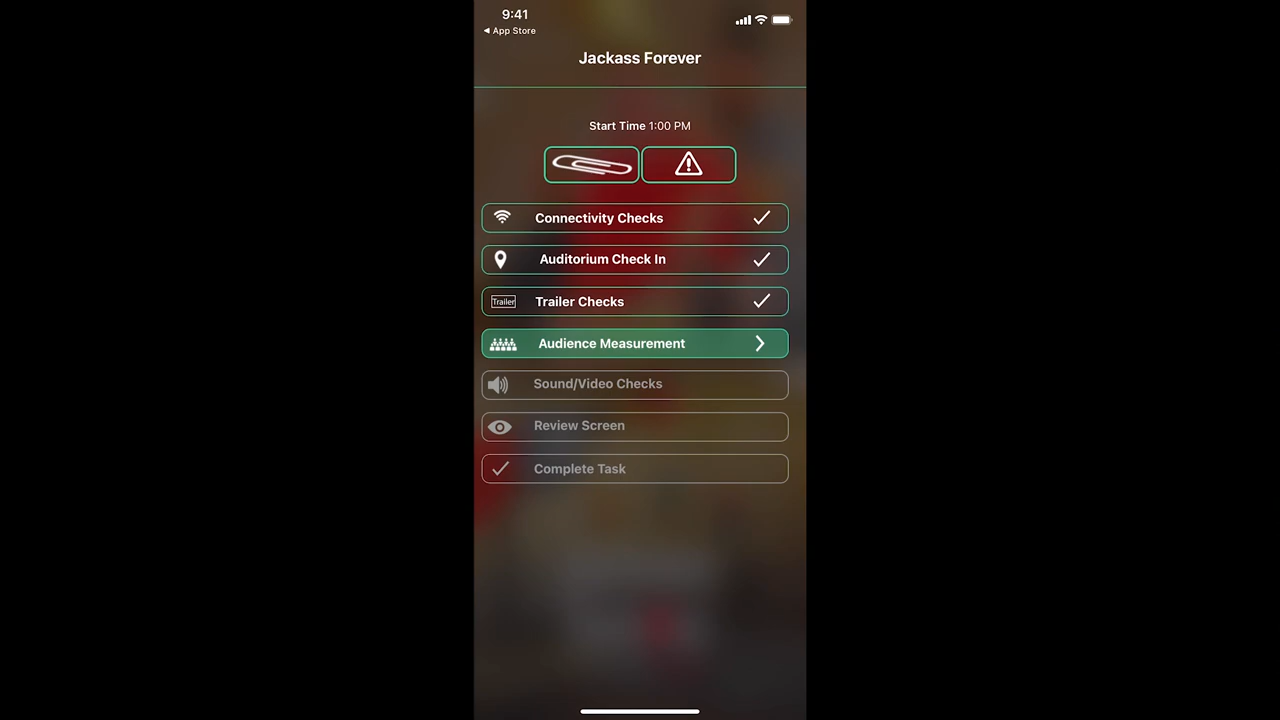 9:41
◀ App Store
Jackass Forever
Start Time 1:00 PM
Connectivity Checks
Auditorium Check In
Trailer Trailer Checks
Audience Measurement
Sound/Video Checks
Review Screen
Complete Task